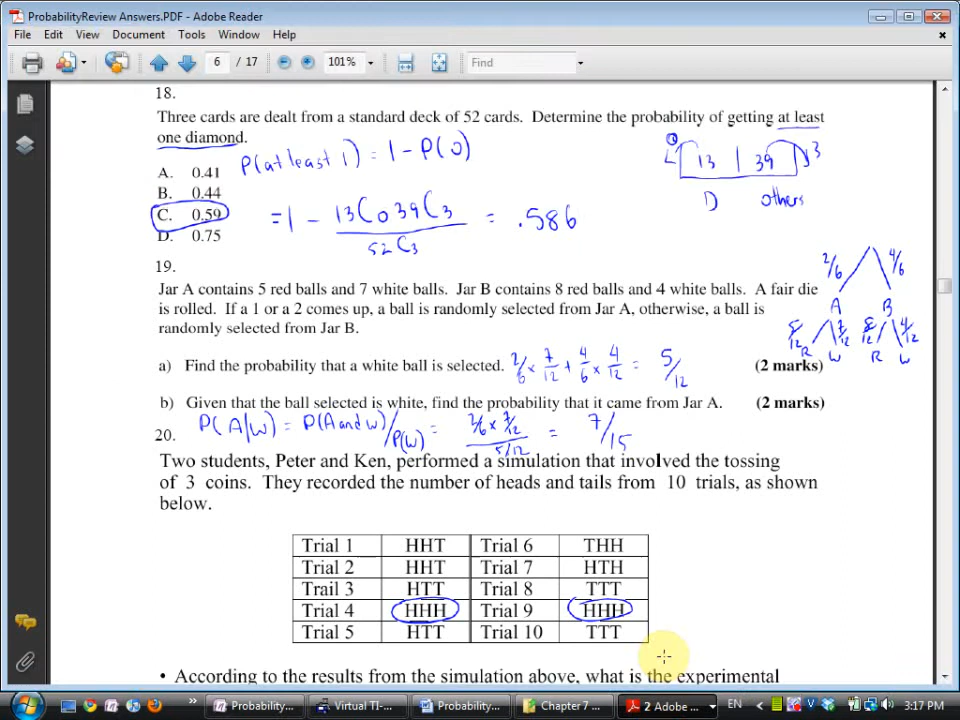 ProbabilityReview Answers.PDF - Adobe Reader
File Edit View Document Tools Window Help
6 / 17 101% Find
18.
Three cards are dealt from a standard deck of 52 cards. Determine the probability of getting at least
one diamond.
P(at least 1) = 1 - P(0)
13 | 39 3
D others
A. 0.41
B. 0.44
C. 0.59
D. 0.75
= 1 - 13C0 39C3 / 52C3 = .586
19.
Jar A contains 5 red balls and 7 white balls. Jar B contains 8 red balls and 4 white balls. A fair die
is rolled. If a 1 or a 2 comes up, a ball is randomly selected from Jar A, otherwise, a ball is
randomly selected from Jar B.
2/6 4/6
A B
5/12 7/12 8/12 4/12
R W R W
a) Find the probability that a white ball is selected. 2/6 × 7/12 + 4/6 × 4/12 = 5/12 (2 marks)
b) Given that the ball selected is white, find the probability that it came from Jar A. (2 marks)
P(A|W) = P(A and W)/P(W) = 2/6 × 7/12 / 5/12 = 7/15
20.
Two students, Peter and Ken, performed a simulation that involved the tossing
of 3 coins. They recorded the number of heads and tails from 10 trials, as shown
below.
Trial 1 HHT Trial 6 THH
Trial 2 HHT Trial 7 HTH
Trail 3 HTT Trial 8 TTT
Trial 4 HHH Trial 9 HHH
Trial 5 HTT Trial 10 TTT
• According to the results from the simulation above, what is the experimental
Probability... Virtual TI-... Probability... Chapter 7 ... 2 Adobe ... EN 3:17 PM